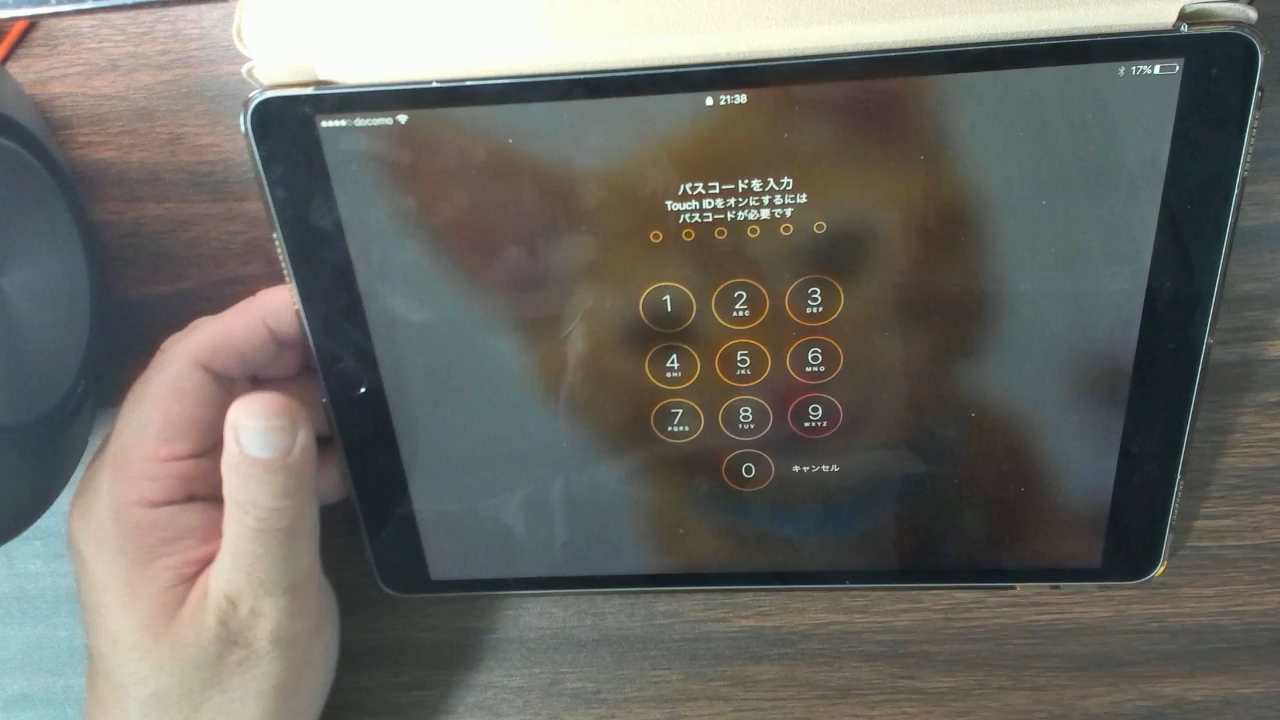 17%
21:38
docomo
パスコードを入力
Touch IDをオンにするには
パスコードが必要です
1
2 ABC
3 DEF
4 GHI
5 JKL
6 MNO
7 PQRS
8 TUV
9 WXYZ
0
キャンセル